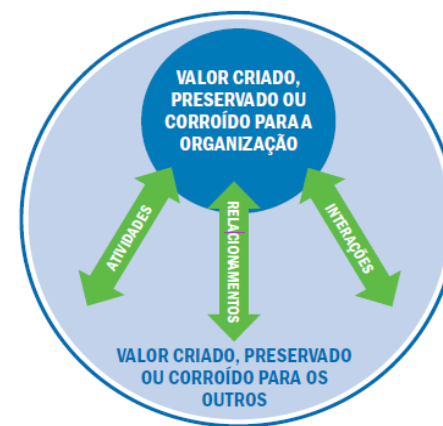 VALOR CRIADO,
PRESERVADO OU
CORROÍDO PARA A
ORGANIZAÇÃO
ATIVIDADES
RELACIONAMENTOS
INTERAÇÕES
VALOR CRIADO, PRESERVADO
OU CORROÍDO PARA OS
OUTROS